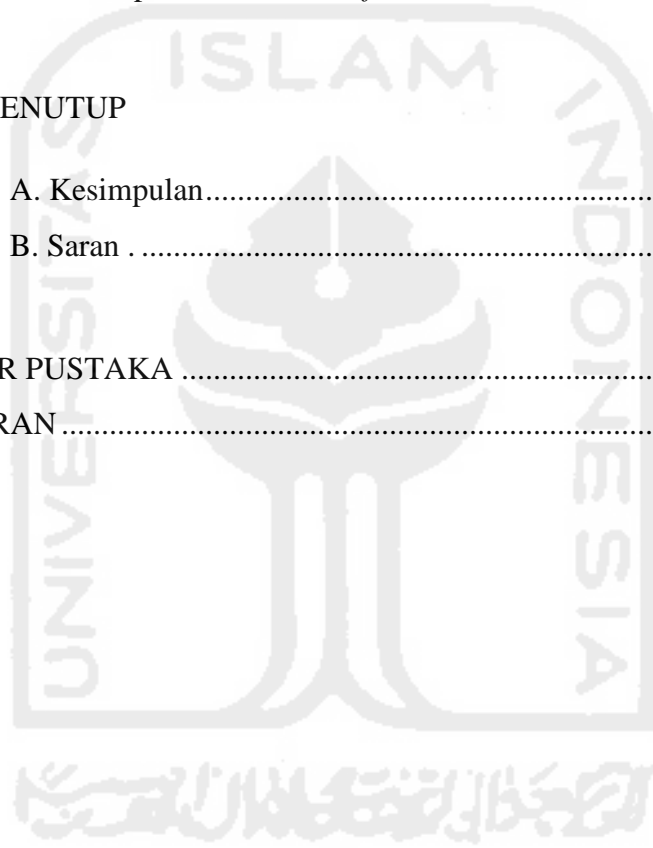 ISLAM
UNIVERSITAS
INDONESIA
ENUTUP
A. Kesimpulan........................................................
B. Saran . ................................................................
R PUSTAKA ...........................................................
RAN ..........................................................................